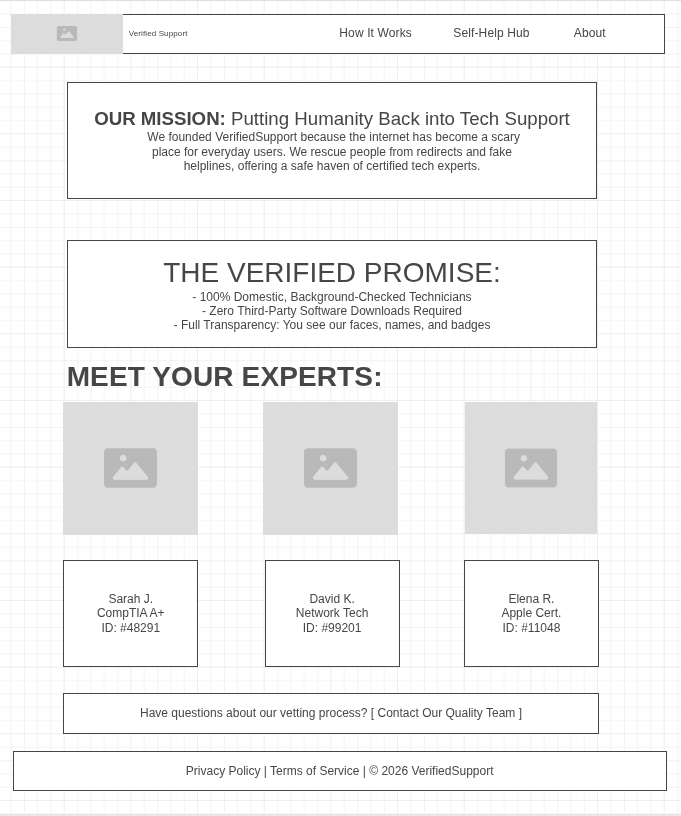 Verified Support
How It Works
Self-Help Hub
About
OUR MISSION: Putting Humanity Back into Tech Support
We founded VerifiedSupport because the internet has become a scary
place for everyday users. We rescue people from redirects and fake
helplines, offering a safe haven of certified tech experts.
THE VERIFIED PROMISE:
- 100% Domestic, Background-Checked Technicians
- Zero Third-Party Software Downloads Required
- Full Transparency: You see our faces, names, and badges
MEET YOUR EXPERTS:
Sarah J.
CompTIA A+
ID: #48291
David K.
Network Tech
ID: #99201
Elena R.
Apple Cert.
ID: #11048
Have questions about our vetting process? [ Contact Our Quality Team ]
Privacy Policy | Terms of Service | © 2026 VerifiedSupport